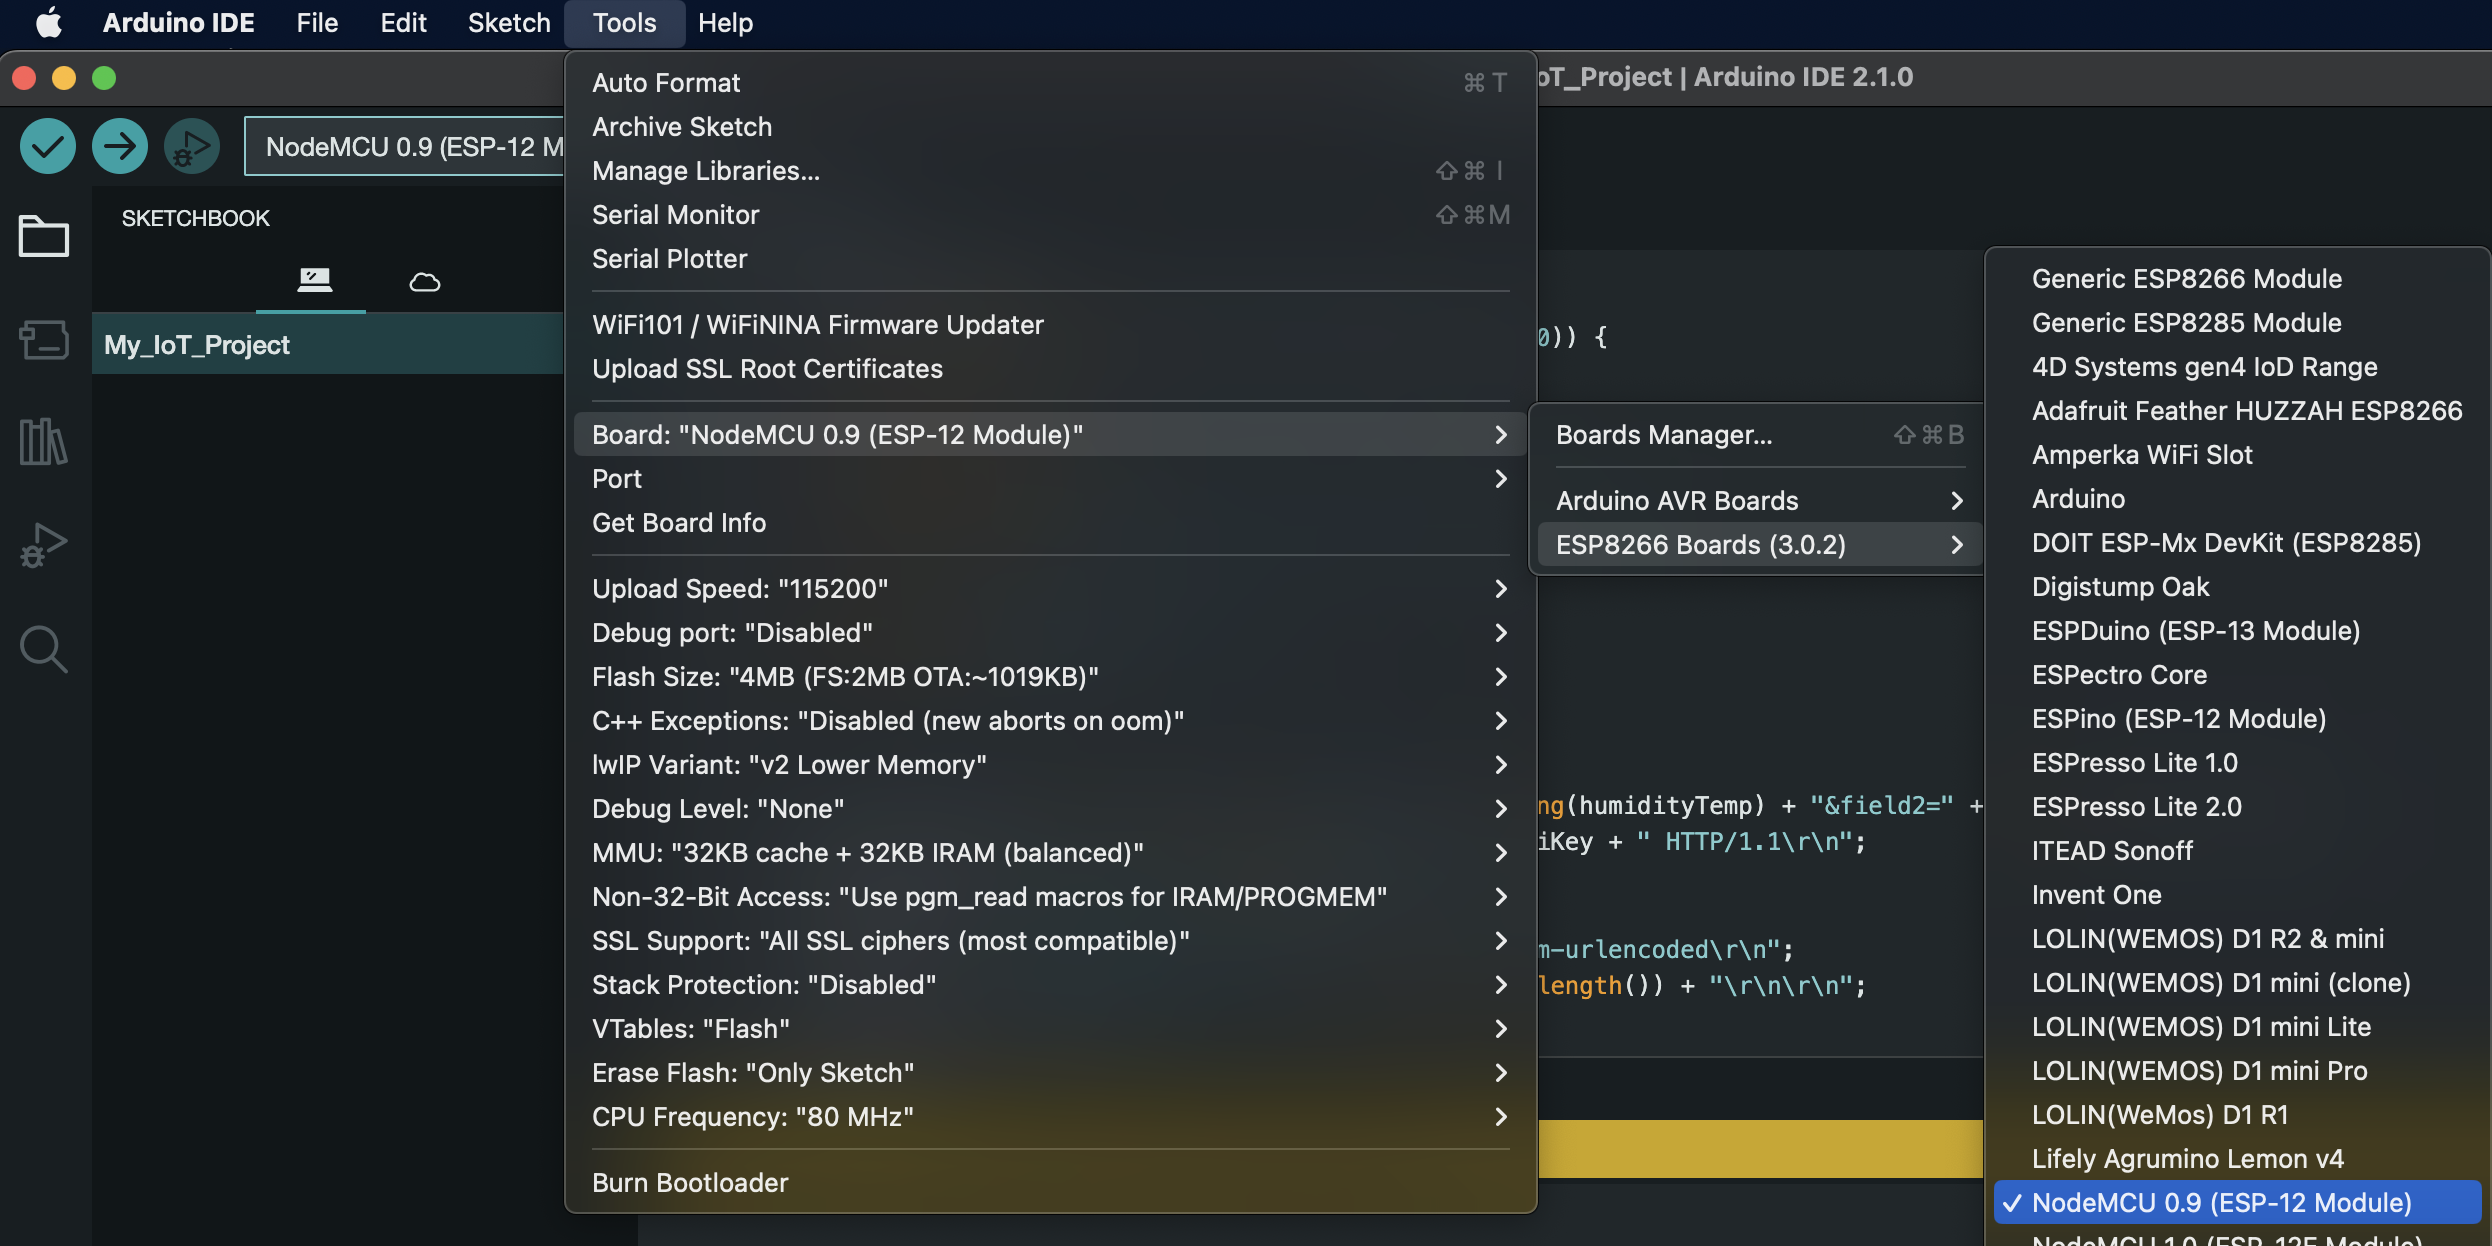 Arduino IDE File Edit Sketch Tools Help
oT_Project | Arduino IDE 2.1.0
NodeMCU 0.9 (ESP-12 M
SKETCHBOOK
My_IoT_Project
Auto Format ⌘ T
Archive Sketch
Manage Libraries... ⇧ ⌘ I
Serial Monitor ⇧ ⌘ M
Serial Plotter
WiFi101 / WiFiNINA Firmware Updater
Upload SSL Root Certificates
Board: "NodeMCU 0.9 (ESP-12 Module)"
Port
Get Board Info
Upload Speed: "115200"
Debug port: "Disabled"
Flash Size: "4MB (FS:2MB OTA:~1019KB)"
C++ Exceptions: "Disabled (new aborts on oom)"
lwIP Variant: "v2 Lower Memory"
Debug Level: "None"
MMU: "32KB cache + 32KB IRAM (balanced)"
Non-32-Bit Access: "Use pgm_read macros for IRAM/PROGMEM"
SSL Support: "All SSL ciphers (most compatible)"
Stack Protection: "Disabled"
VTables: "Flash"
Erase Flash: "Only Sketch"
CPU Frequency: "80 MHz"
Burn Bootloader
0)) {
Boards Manager... ⇧ ⌘ B
Arduino AVR Boards
ESP8266 Boards (3.0.2)
ng(humidityTemp) + "&field2=" +
iKey + " HTTP/1.1\r\n";
m-urlencoded\r\n";
length()) + "\r\n\r\n";
Generic ESP8266 Module
Generic ESP8285 Module
4D Systems gen4 IoD Range
Adafruit Feather HUZZAH ESP8266
Amperka WiFi Slot
Arduino
DOIT ESP-Mx DevKit (ESP8285)
Digistump Oak
ESPDuino (ESP-13 Module)
ESPectro Core
ESPino (ESP-12 Module)
ESPresso Lite 1.0
ESPresso Lite 2.0
ITEAD Sonoff
Invent One
LOLIN(WEMOS) D1 R2 & mini
LOLIN(WEMOS) D1 mini (clone)
LOLIN(WEMOS) D1 mini Lite
LOLIN(WEMOS) D1 mini Pro
LOLIN(WeMos) D1 R1
Lifely Agrumino Lemon v4
✓ NodeMCU 0.9 (ESP-12 Module)
NodeMCU 1.0 (ESP-12E Module)